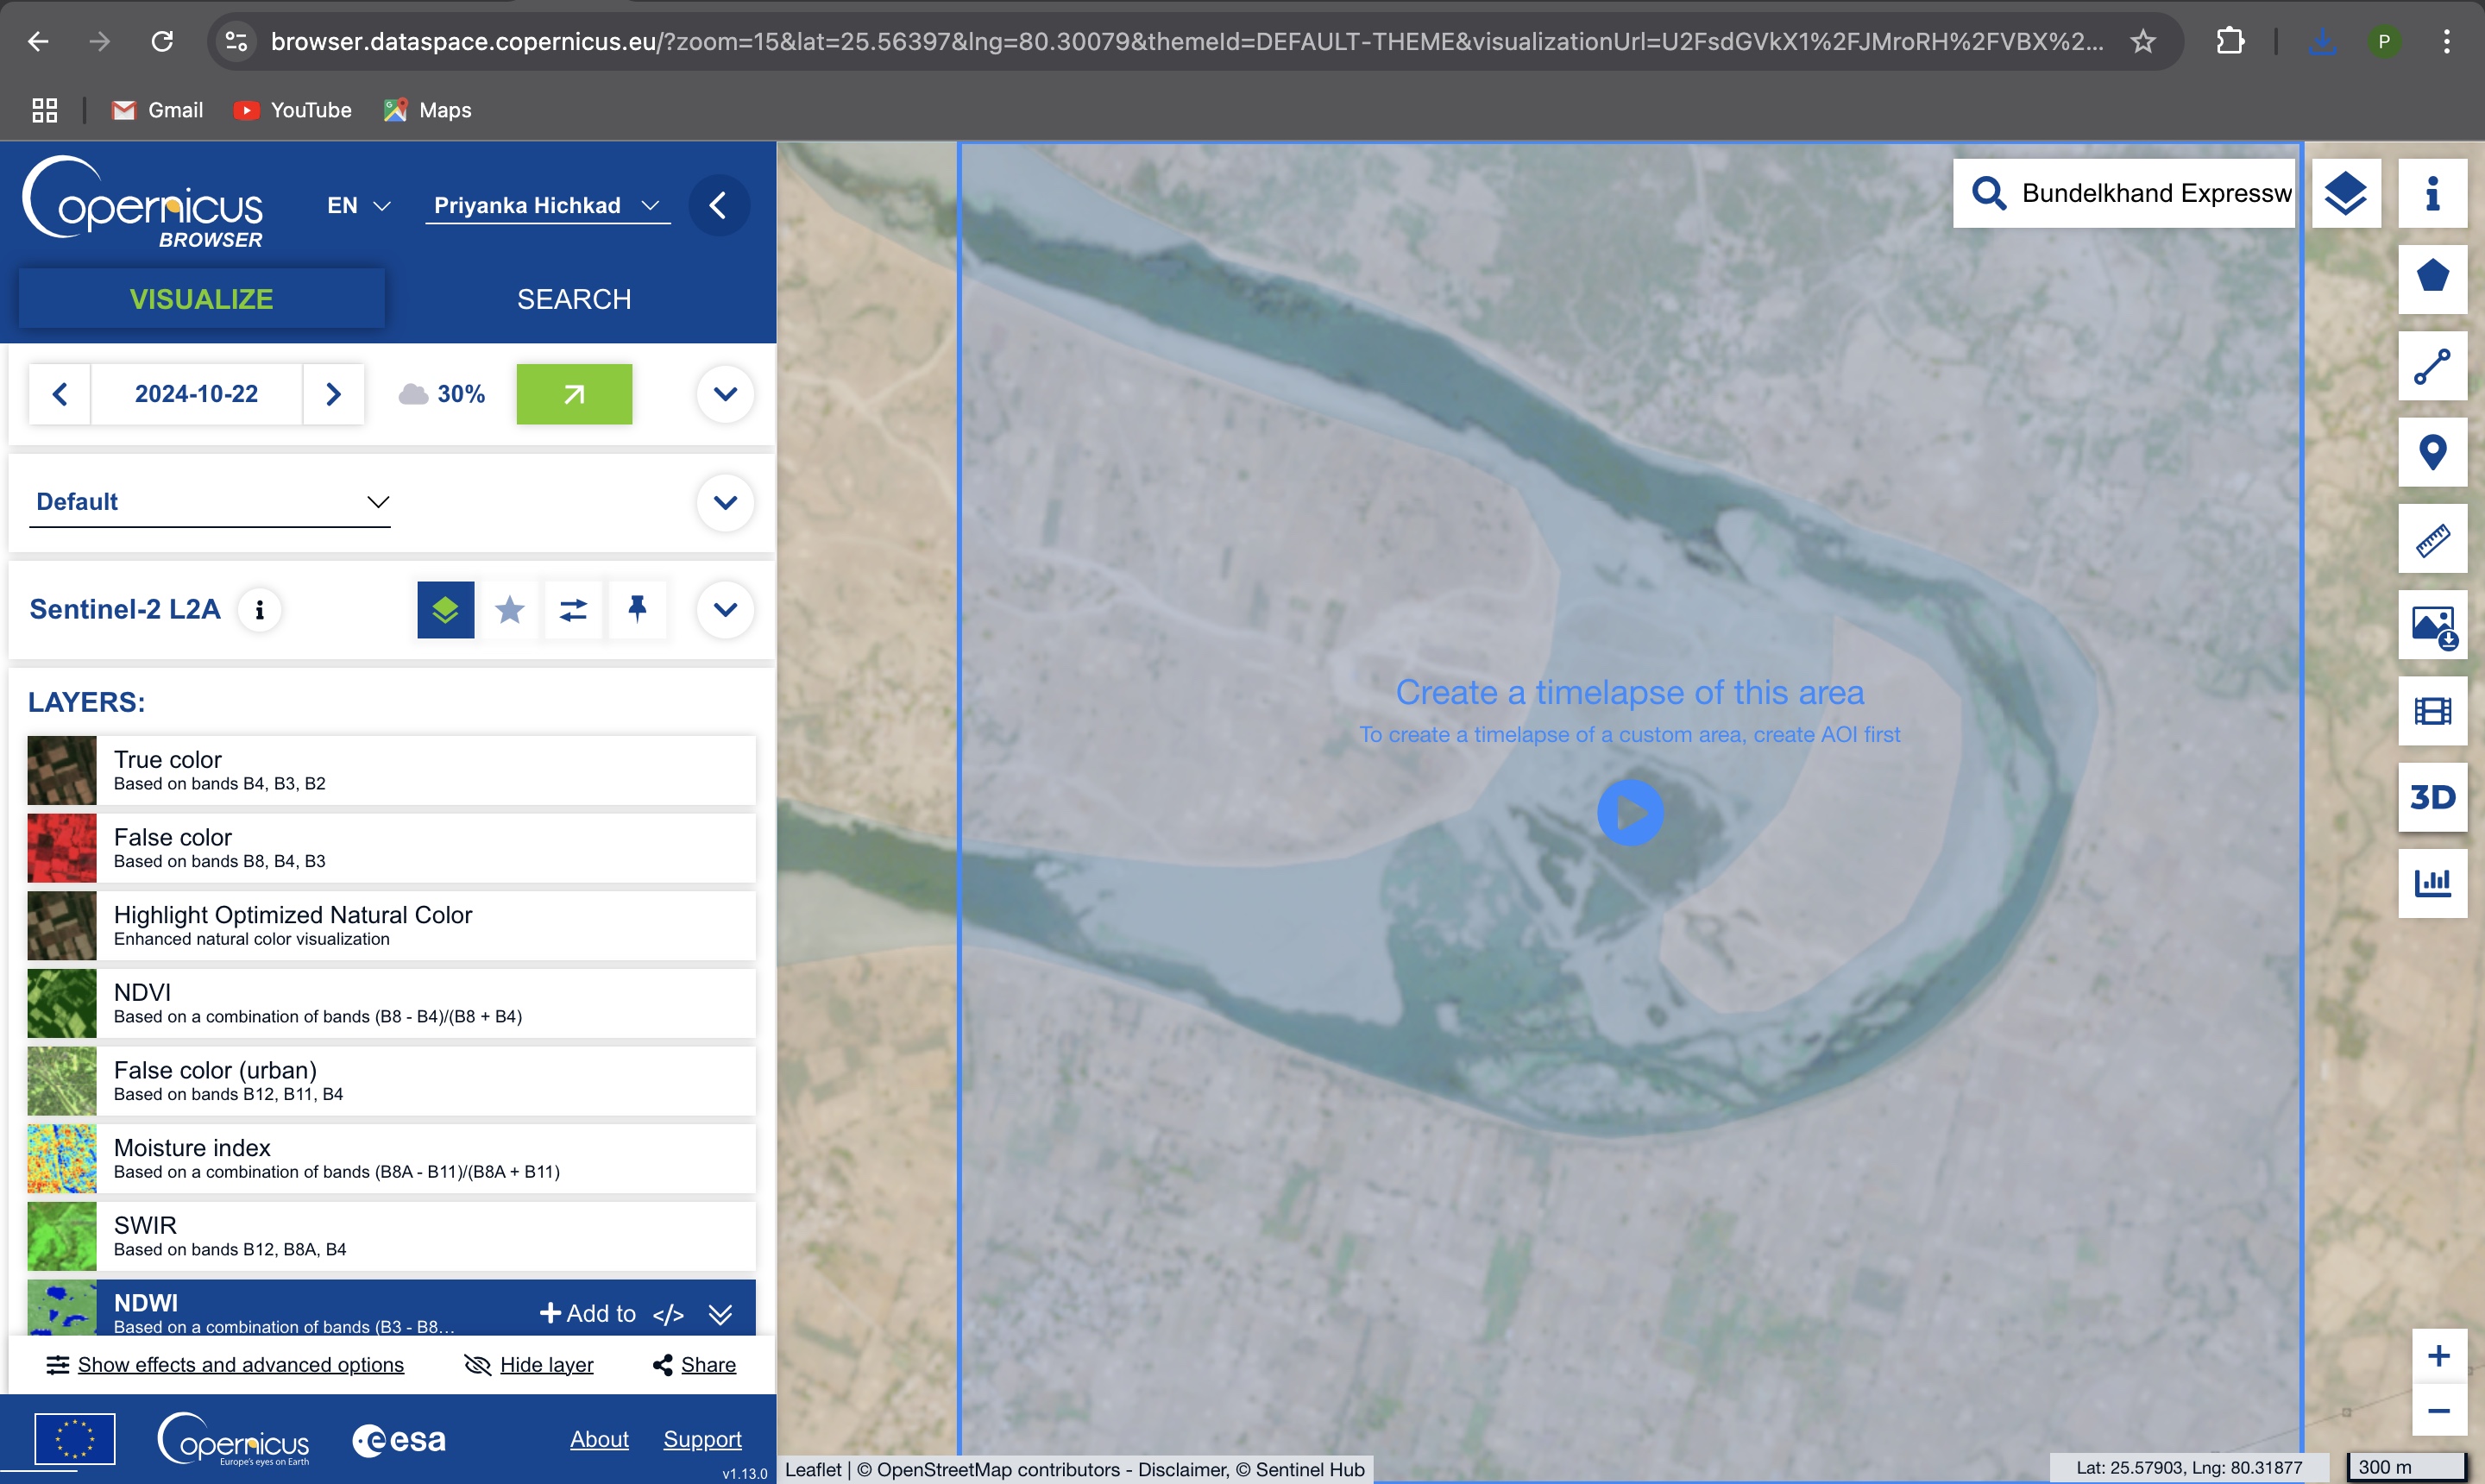 browser.dataspace.copernicus.eu/?zoom=15&lat=25.56397&lng=80.30079&themeId=DEFAULT-THEME&visualizationUrl=U2FsdGVkX1%2FJMroRH%2FVBX%2...
P
Gmail
YouTube
Maps
Copernicus
BROWSER
EN
Priyanka Hichkad
VISUALIZE
SEARCH
2024-10-22
30%
Default
Sentinel-2 L2A
i
LAYERS:
True color
Based on bands B4, B3, B2
False color
Based on bands B8, B4, B3
Highlight Optimized Natural Color
Enhanced natural color visualization
NDVI
Based on a combination of bands (B8 - B4)/(B8 + B4)
False color (urban)
Based on bands B12, B11, B4
Moisture index
Based on a combination of bands (B8A - B11)/(B8A + B11)
SWIR
Based on bands B12, B8A, B4
NDWI
Based on a combination of bands (B3 - B8...
Add to
</>
Show effects and advanced options
Hide layer
Share
Copernicus
Europe's eyes on Earth
esa
About
Support
v1.13.0
Bundelkhand Expressw
i
Create a timelapse of this area
To create a timelapse of a custom area, create AOI first
3D
+
−
Leaflet | © OpenStreetMap contributors - Disclaimer, © Sentinel Hub
Lat: 25.57903, Lng: 80.31877
300 m